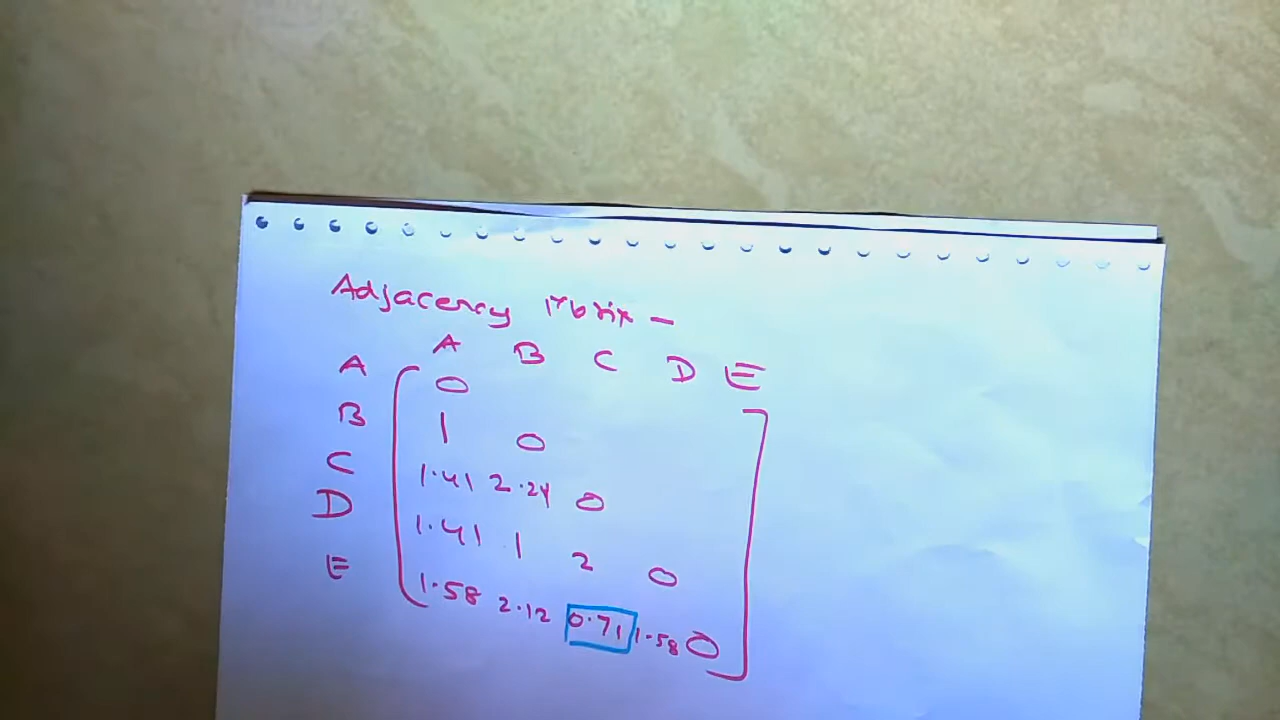 Adjacency Mtrix -
A B C D E
A 0
B 1 0
C 1.41 2.24 0
D 1.41 1 2 0
E 1.58 2.12 0.71 1.58 0